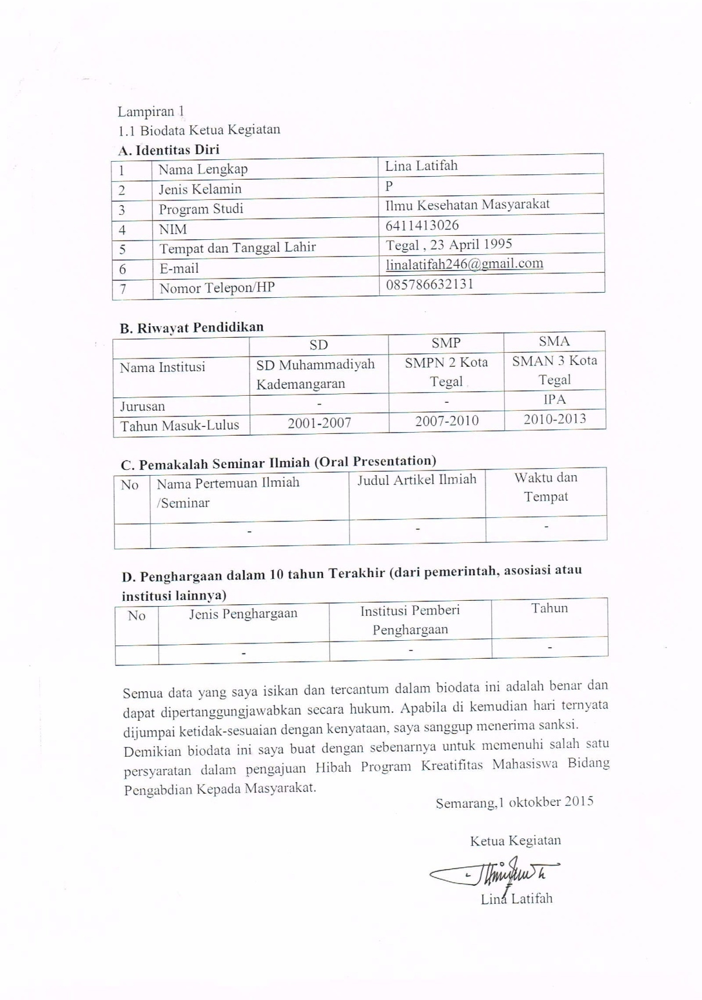 Lampiran 1
1.1 Biodata Ketua Kegiatan
A. Identitas Diri
1 Nama Lengkap Lina Latifah
2 Jenis Kelamin P
3 Program Studi Ilmu Kesehatan Masyarakat
4 NIM 6411413026
5 Tempat dan Tanggal Lahir Tegal , 23 April 1995
6 E-mail linalatifah246@gmail.com
7 Nomor Telepon/HP 085786632131
B. Riwayat Pendidikan
SD SMP SMA
Nama Institusi SD Muhammadiyah SMPN 2 Kota SMAN 3 Kota
Kademangaran Tegal Tegal
Jurusan - - IPA
Tahun Masuk-Lulus 2001-2007 2007-2010 2010-2013
C. Pemakalah Seminar Ilmiah (Oral Presentation)
No Nama Pertemuan Ilmiah Judul Artikel Ilmiah Waktu dan
/Seminar Tempat
- - -
D. Penghargaan dalam 10 tahun Terakhir (dari pemerintah, asosiasi atau
institusi lainnya)
No Jenis Penghargaan Institusi Pemberi Tahun
Penghargaan
- - -
Semua data yang saya isikan dan tercantum dalam biodata ini adalah benar dan
dapat dipertanggungjawabkan secara hukum. Apabila di kemudian hari ternyata
dijumpai ketidak-sesuaian dengan kenyataan, saya sanggup menerima sanksi.
Demikian biodata ini saya buat dengan sebenarnya untuk memenuhi salah satu
persyaratan dalam pengajuan Hibah Program Kreatifitas Mahasiswa Bidang
Pengabdian Kepada Masyarakat.
Semarang,1 oktokber 2015
Ketua Kegiatan
Lina Latifah